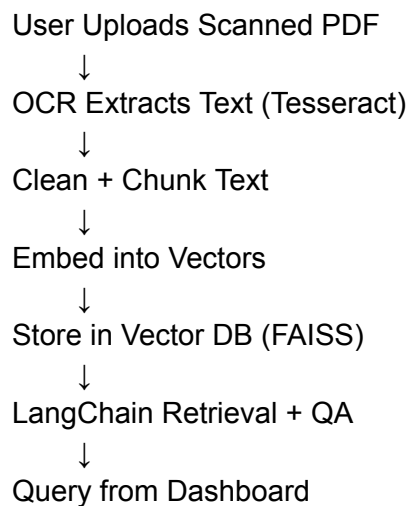 User Uploads Scanned PDF
↓
OCR Extracts Text (Tesseract)
↓
Clean + Chunk Text
↓
Embed into Vectors
↓
Store in Vector DB (FAISS)
↓
LangChain Retrieval + QA
↓
Query from Dashboard